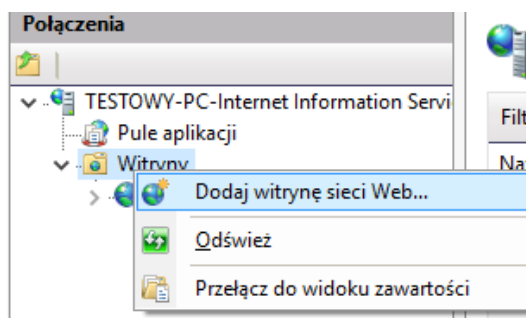 Połączenia
TESTOWY-PC-Internet Information Servi
Filt
Pule aplikacji
Witryny
Na
Dodaj witrynę sieci Web...
Odśwież
Przełącz do widoku zawartości